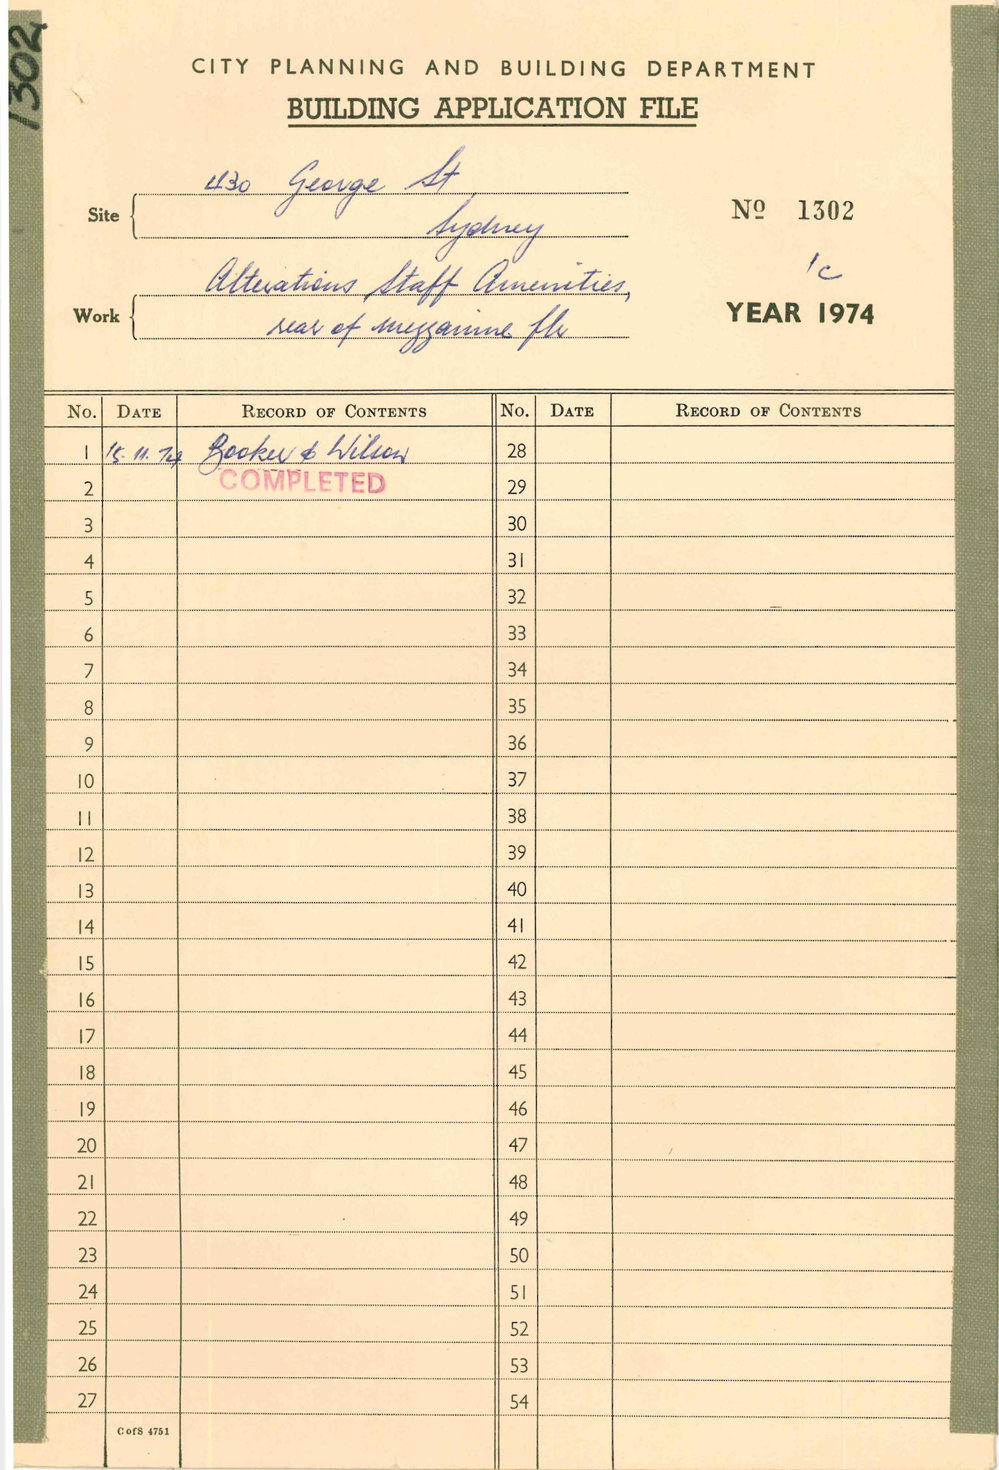 1302
CITY PLANNING AND BUILDING DEPARTMENT
BUILDING APPLICATION FILE
430 George St
Site
Sydney
Nº 1302
1c
Alterations Staff Amenities,
Work
rear of mezzanine flr
YEAR 1974
No. DATE RECORD OF CONTENTS No. DATE RECORD OF CONTENTS
1 15.11.74 Booker & Wilson 28
COMPLETED
2 29
3 30
4 31
5 32
6 33
7 34
8 35
9 36
10 37
11 38
12 39
13 40
14 41
15 42
16 43
17 44
18 45
19 46
20 47
21 48
22 49
23 50
24 51
25 52
26 53
27 54
C of S 4751